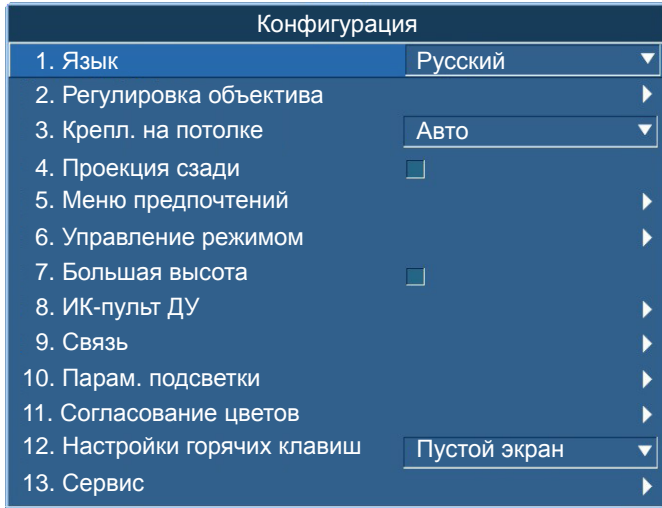 Конфигурация
1. Язык Русский
2. Регулировка объектива
3. Крепл. на потолке Авто
4. Проекция сзади
5. Меню предпочтений
6. Управление режимом
7. Большая высота
8. ИК-пульт ДУ
9. Связь
10. Парам. подсветки
11. Согласование цветов
12. Настройки горячих клавиш Пустой экран
13. Сервис